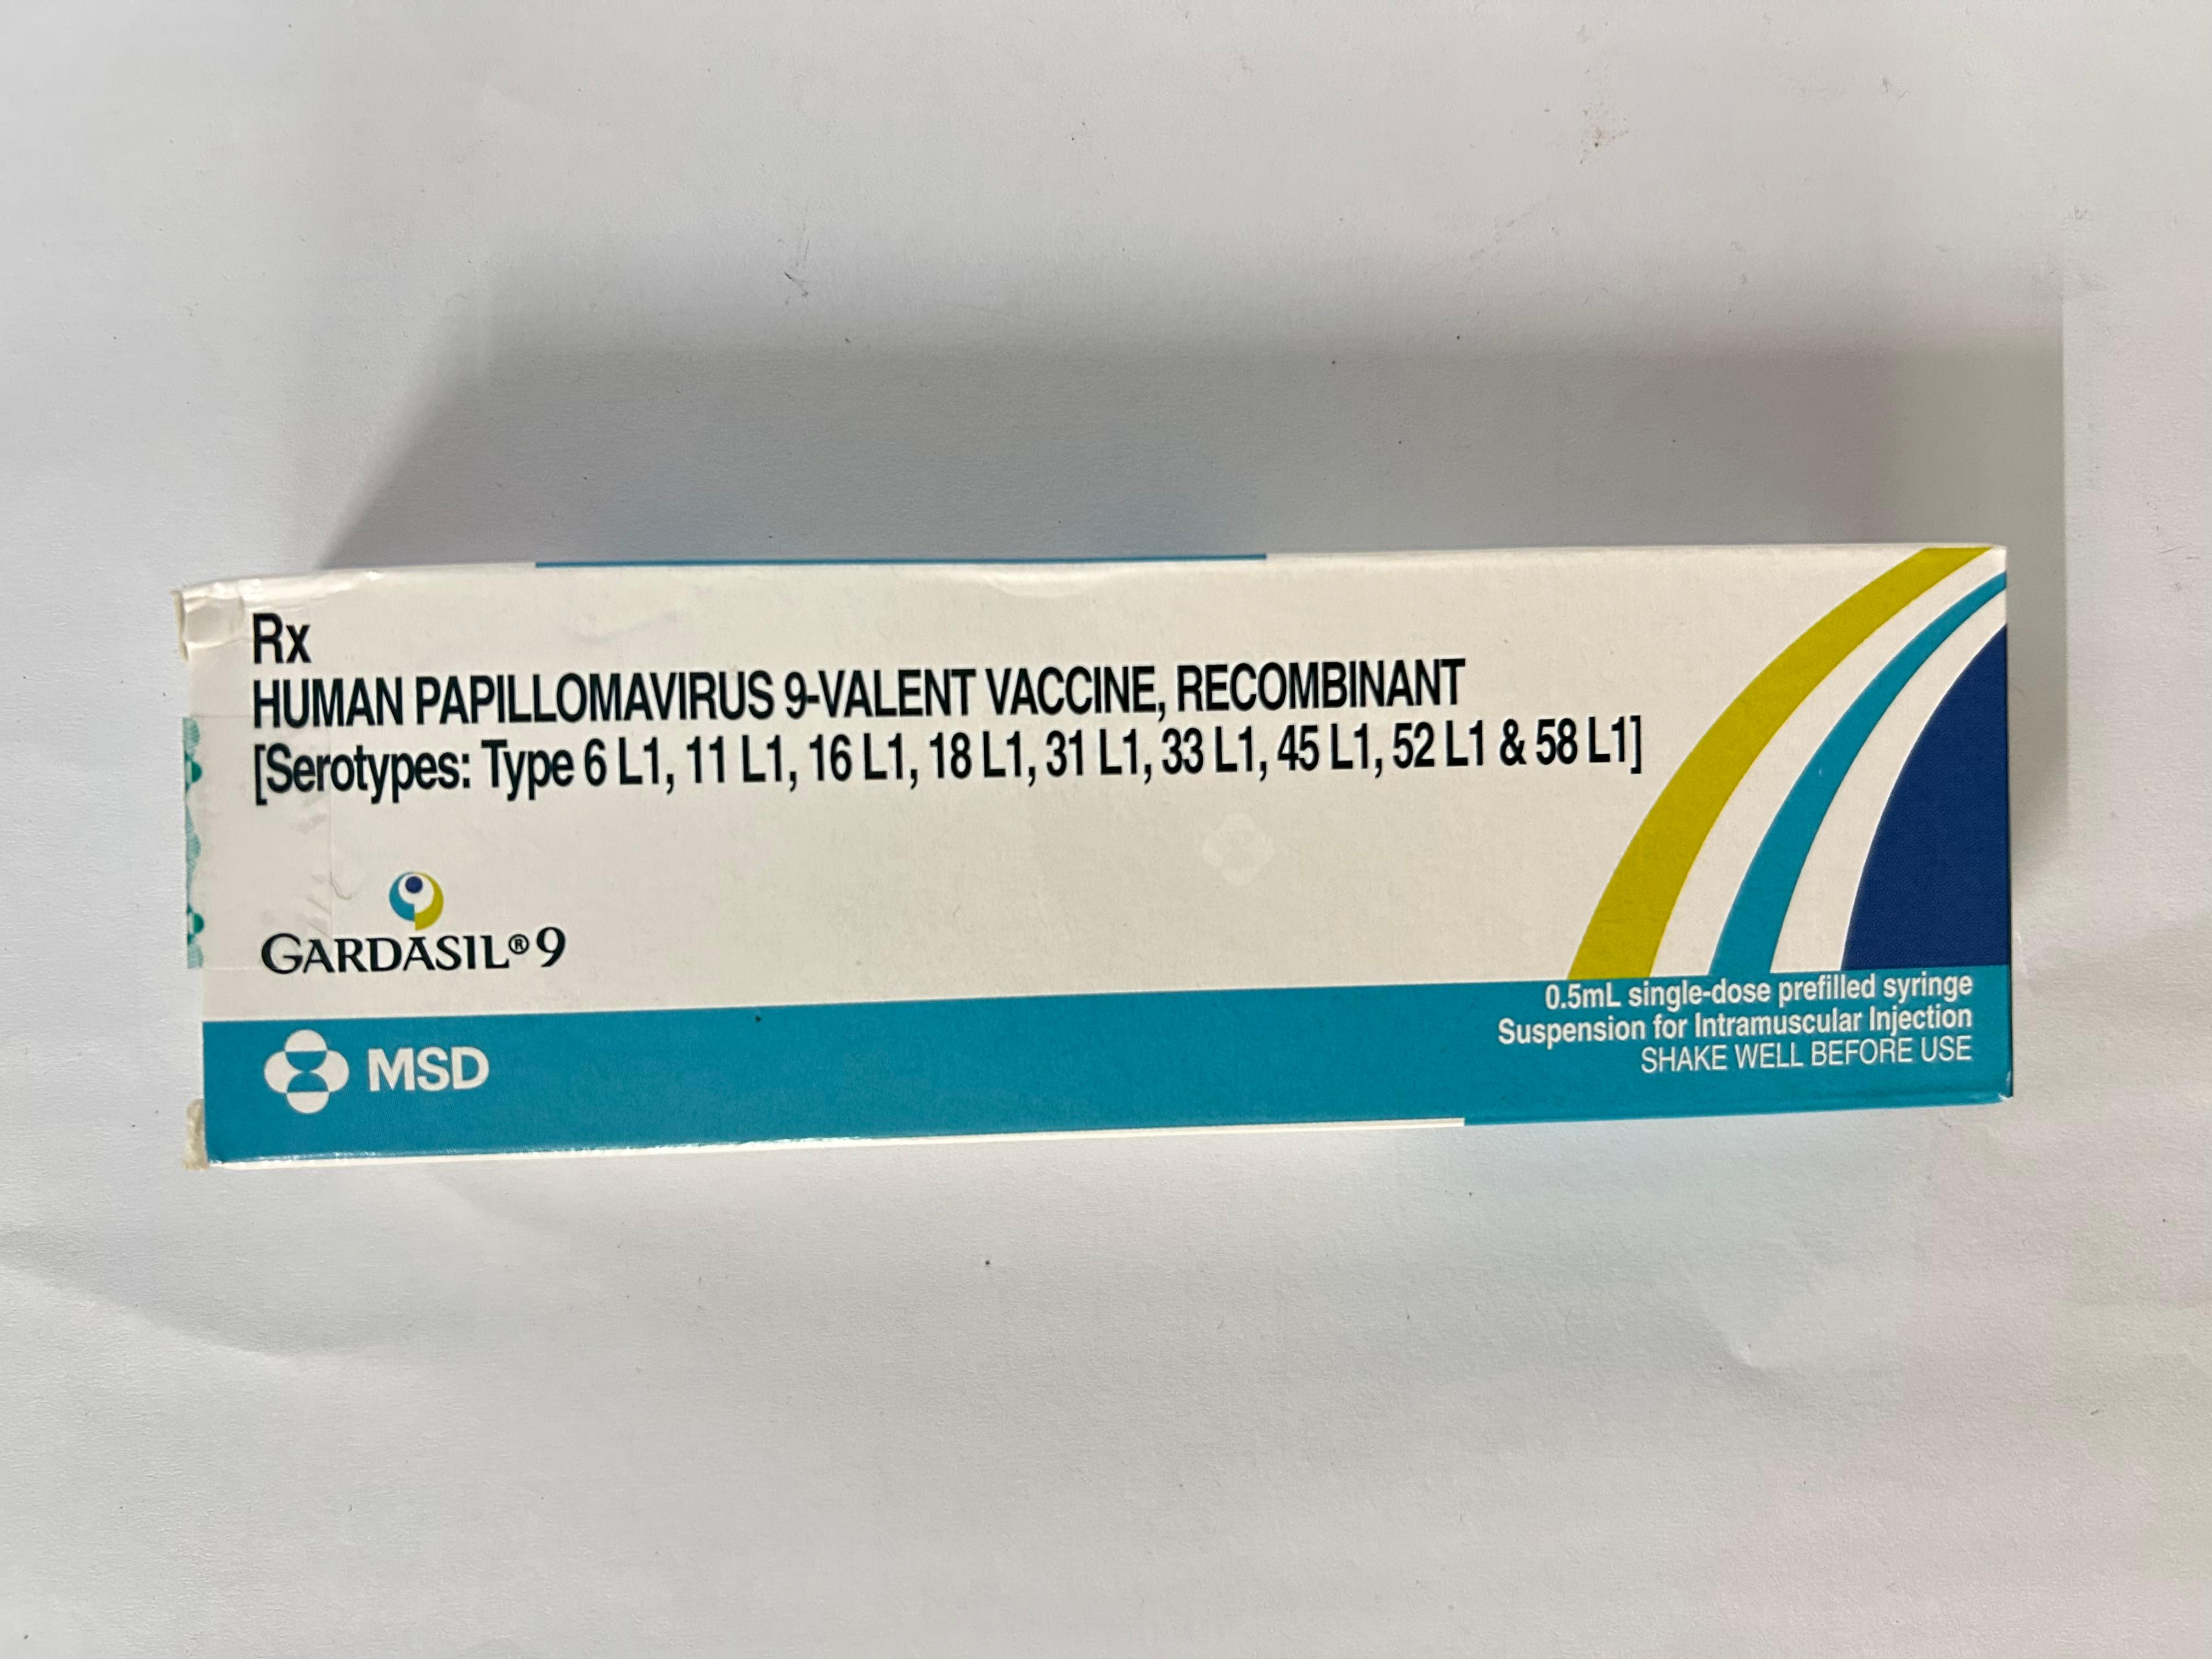 Rx
HUMAN PAPILLOMAVIRUS 9-VALENT VACCINE, RECOMBINANT
[Serotypes: Type 6 L1, 11 L1, 16 L1, 18 L1, 31 L1, 33 L1, 45 L1, 52 L1 & 58 L1]
GARDASIL®9
MSD
0.5mL single-dose prefilled syringe
Suspension for Intramuscular Injection
SHAKE WELL BEFORE USE